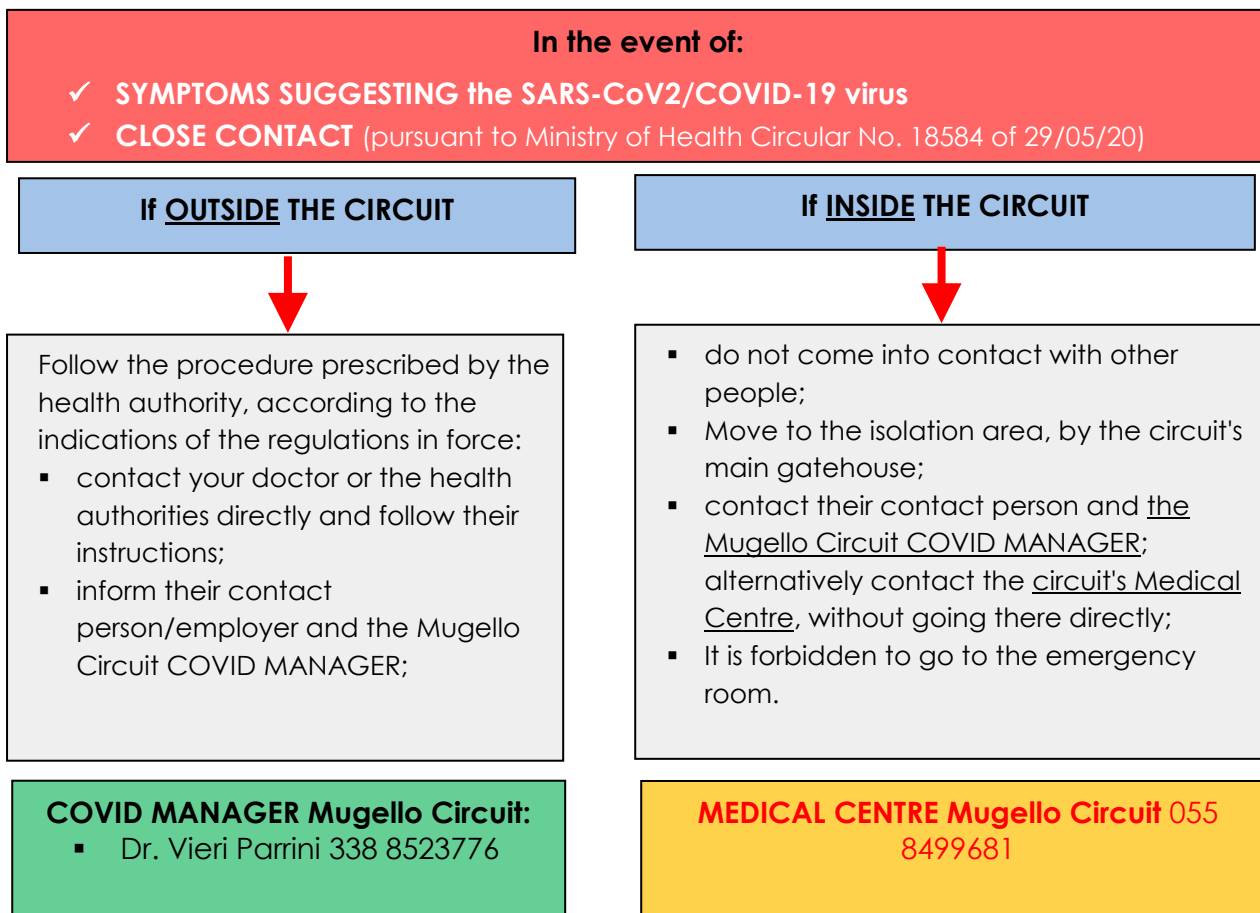 In the event of:
✓ SYMPTOMS SUGGESTING the SARS-CoV2/COVID-19 virus
✓ CLOSE CONTACT (pursuant to Ministry of Health Circular No. 18584 of 29/05/20)
If OUTSIDE THE CIRCUIT
Follow the procedure prescribed by the
health authority, according to the
indications of the regulations in force:
▪ contact your doctor or the health
authorities directly and follow their
instructions;
▪ inform their contact
person/employer and the Mugello
Circuit COVID MANAGER;
COVID MANAGER Mugello Circuit:
▪ Dr. Vieri Parrini 338 8523776
If INSIDE THE CIRCUIT
▪ do not come into contact with other
people;
▪ Move to the isolation area, by the circuit's
main gatehouse;
▪ contact their contact person and the
Mugello Circuit COVID MANAGER;
alternatively contact the circuit's Medical
Centre, without going there directly;
▪ It is forbidden to go to the emergency
room.
MEDICAL CENTRE Mugello Circuit 055
8499681